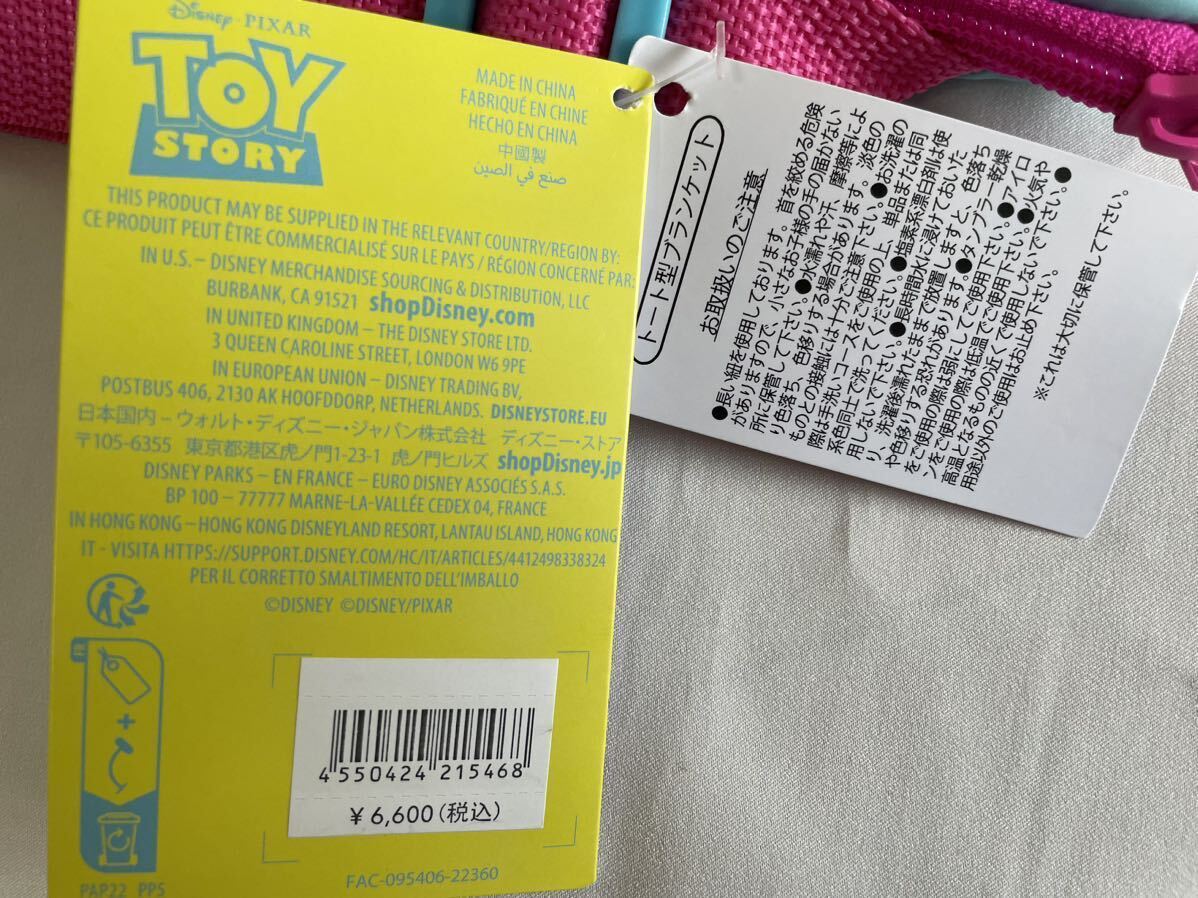 Disney · PIXAR
TOY
STORY
MADE IN CHINA
FABRIQUÉ EN CHINE
HECHO EN CHINA
中國製
صنع في الصين
THIS PRODUCT MAY BE SUPPLIED IN THE RELEVANT COUNTRY/REGION BY:
CE PRODUIT PEUT ÊTRE COMMERCIALISÉ SUR LE PAYS / RÉGION CONCERNÉ PAR:
IN U.S. – DISNEY MERCHANDISE SOURCING & DISTRIBUTION, LLC
BURBANK, CA 91521 shopDisney.com
IN UNITED KINGDOM – THE DISNEY STORE LTD.
3 QUEEN CAROLINE STREET, LONDON W6 9PE
IN EUROPEAN UNION – DISNEY TRADING BV,
POSTBUS 406, 2130 AK HOOFDDORP, NETHERLANDS. DISNEYSTORE.EU
日本国内 – ウォルト・ディズニー・ジャパン株式会社 ディズニー・ストア
〒105-6355 東京都港区虎ノ門1-23-1 虎ノ門ヒルズ shopDisney.jp
DISNEY PARKS – EN FRANCE – EURO DISNEY ASSOCIÉS S.A.S.
BP 100 – 77777 MARNE-LA-VALLÉE CEDEX 04, FRANCE
IN HONG KONG – HONG KONG DISNEYLAND RESORT, LANTAU ISLAND, HONG KONG
IT - VISITA HTTPS://SUPPORT.DISNEY.COM/HC/IT/ARTICLES/4412498338324
PER IL CORRETTO SMALTIMENTO DELL'IMBALLO
©DISNEY ©DISNEY/PIXAR
4 550424 215468
¥6,600(税込)
FAC-095406-22360
PAP22 PP5
トート型ブランケット
お取扱いのご注意
●長い紐を使用しております。首を絞める危険
がありますので、小さなお子様の手の届かない
所に保管して下さい。●水濡れや汗、摩擦等によ
り色落ち、色移りする場合があります。淡色の
ものとの接触には十分ご注意下さい。●お洗濯の
際は手洗いコースをご使用の上、単品または同
系色同士で洗ってください。●塩素系漂白剤は使
用しないで下さい。●長時間水に浸けておいた
り、洗濯後濡れたまま放置しますと、色落ち
や色移りする恐れがあります。●タンブラー乾燥
をご使用の際は弱にしてご使用下さい。●アイロ
ンをご使用の際は低温でご使用下さい。●火気や
高温となるものの近くで使用しないで下さい。●
用途以外のご使用はお止め下さい。
※これは大切に保管して下さい。